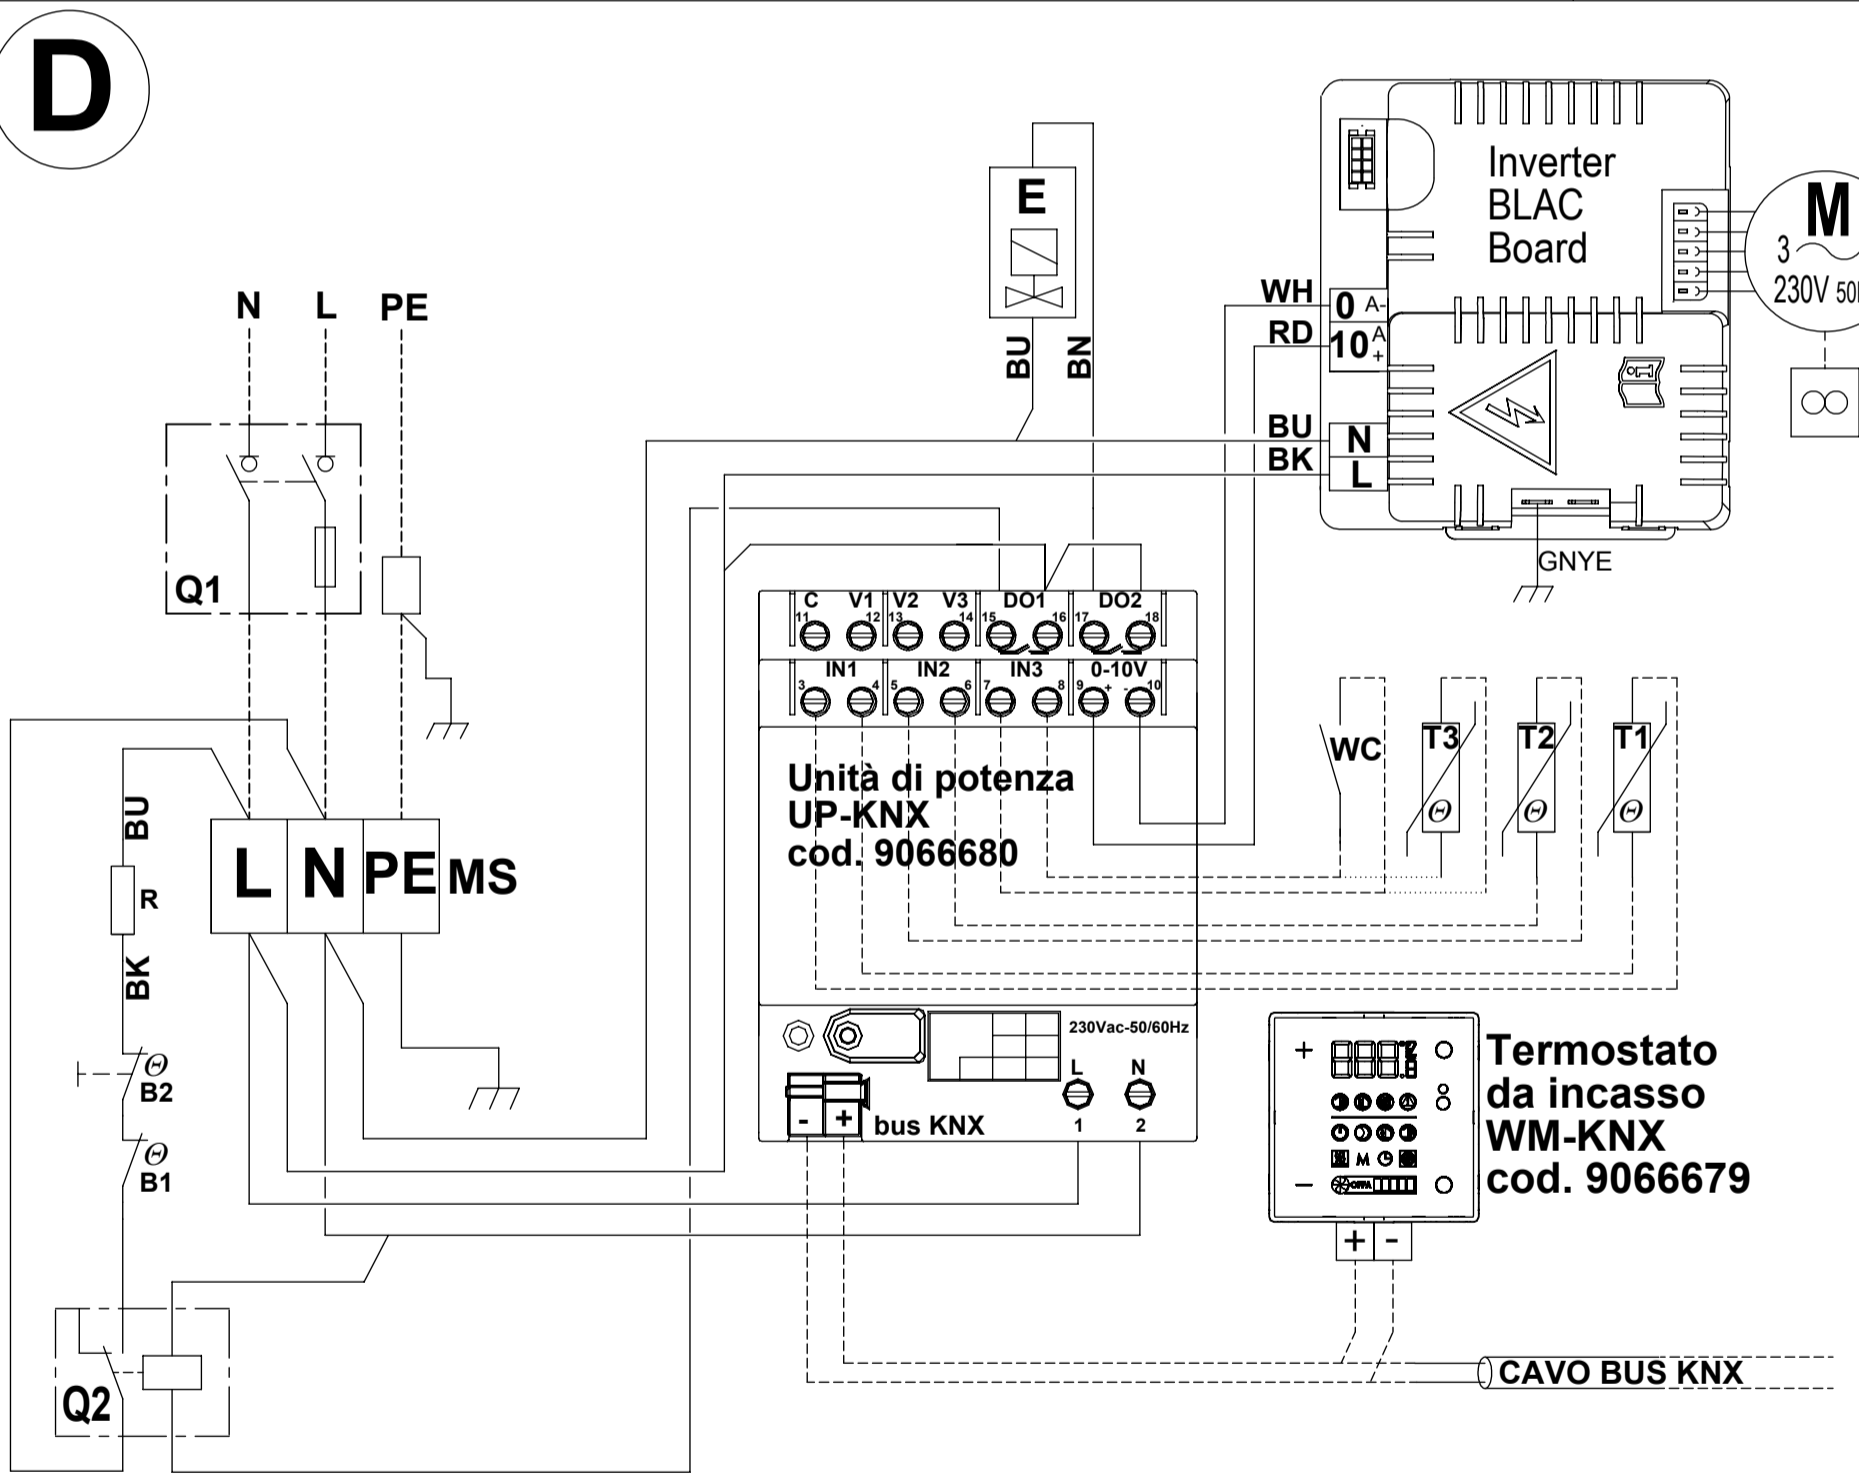 D
E
BU
BN
Inverter
BLAC
Board
M
3
230V
WH
0 A-
RD
10 A
+
BU
N
BK
L
GNYE
N L PE
Q1
C V1 V2 V3 DO1 DO2
11 12 13 14 15 16 17 18
IN1 IN2 IN3 0-10V
3 4 5 6 7 8 9 + - 10
Unità di potenza
UP-KNX
cod. 9066680
WC
T3
T2
T1
Θ Θ Θ
BU
R
BK
L N PE MS
Θ
B2
Θ
B1
Q2
230Vac-50/60Hz
L N
1 2
- +
bus KNX
+
M
-
+ -
Termostato
da incasso
WM-KNX
cod. 9066679
CAVO BUS KNX